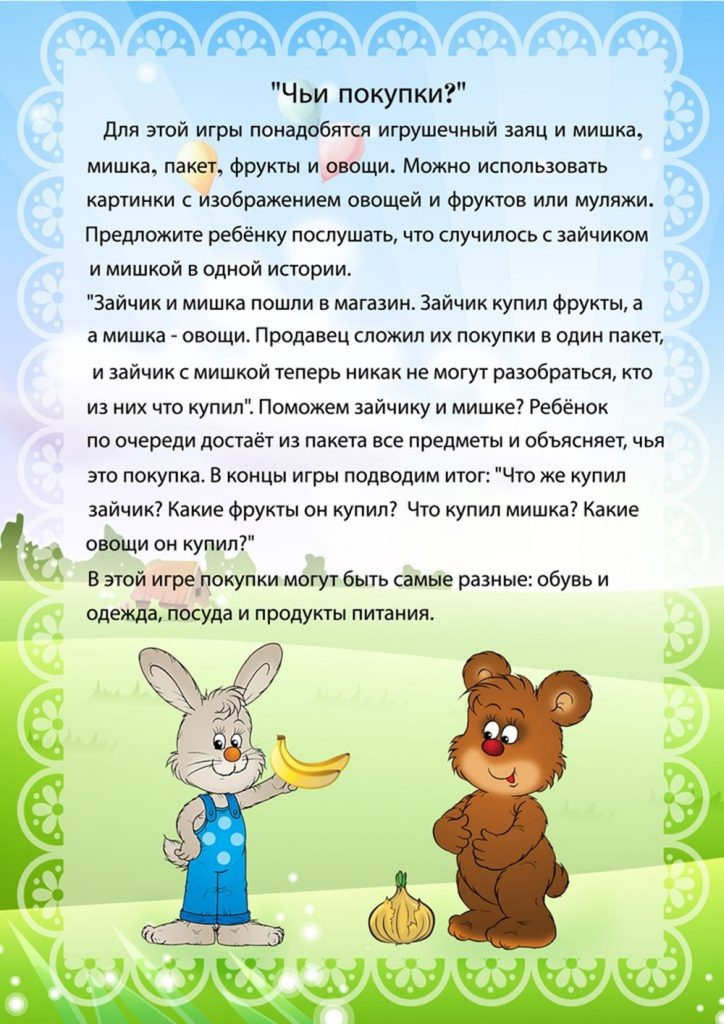 "Чьи покупки?"
Для этой игры понадобятся игрушечный заяц и мишка,
мишка, пакет, фрукты и овощи. Можно использовать
картинки с изображением овощей и фруктов или муляжи.
Предложите ребёнку послушать, что случилось с зайчиком
и мишкой в одной истории.
"Зайчик и мишка пошли в магазин. Зайчик купил фрукты, а
а мишка - овощи. Продавец сложил их покупки в один пакет,
и зайчик с мишкой теперь никак не могут разобраться, кто
из них что купил". Поможем зайчику и мишке? Ребёнок
по очереди достаёт из пакета все предметы и объясняет, чья
это покупка. В концы игры подводим итог: "Что же купил
зайчик? Какие фрукты он купил? Что купил мишка? Какие
овощи он купил?"
В этой игре покупки могут быть самые разные: обувь и
одежда, посуда и продукты питания.